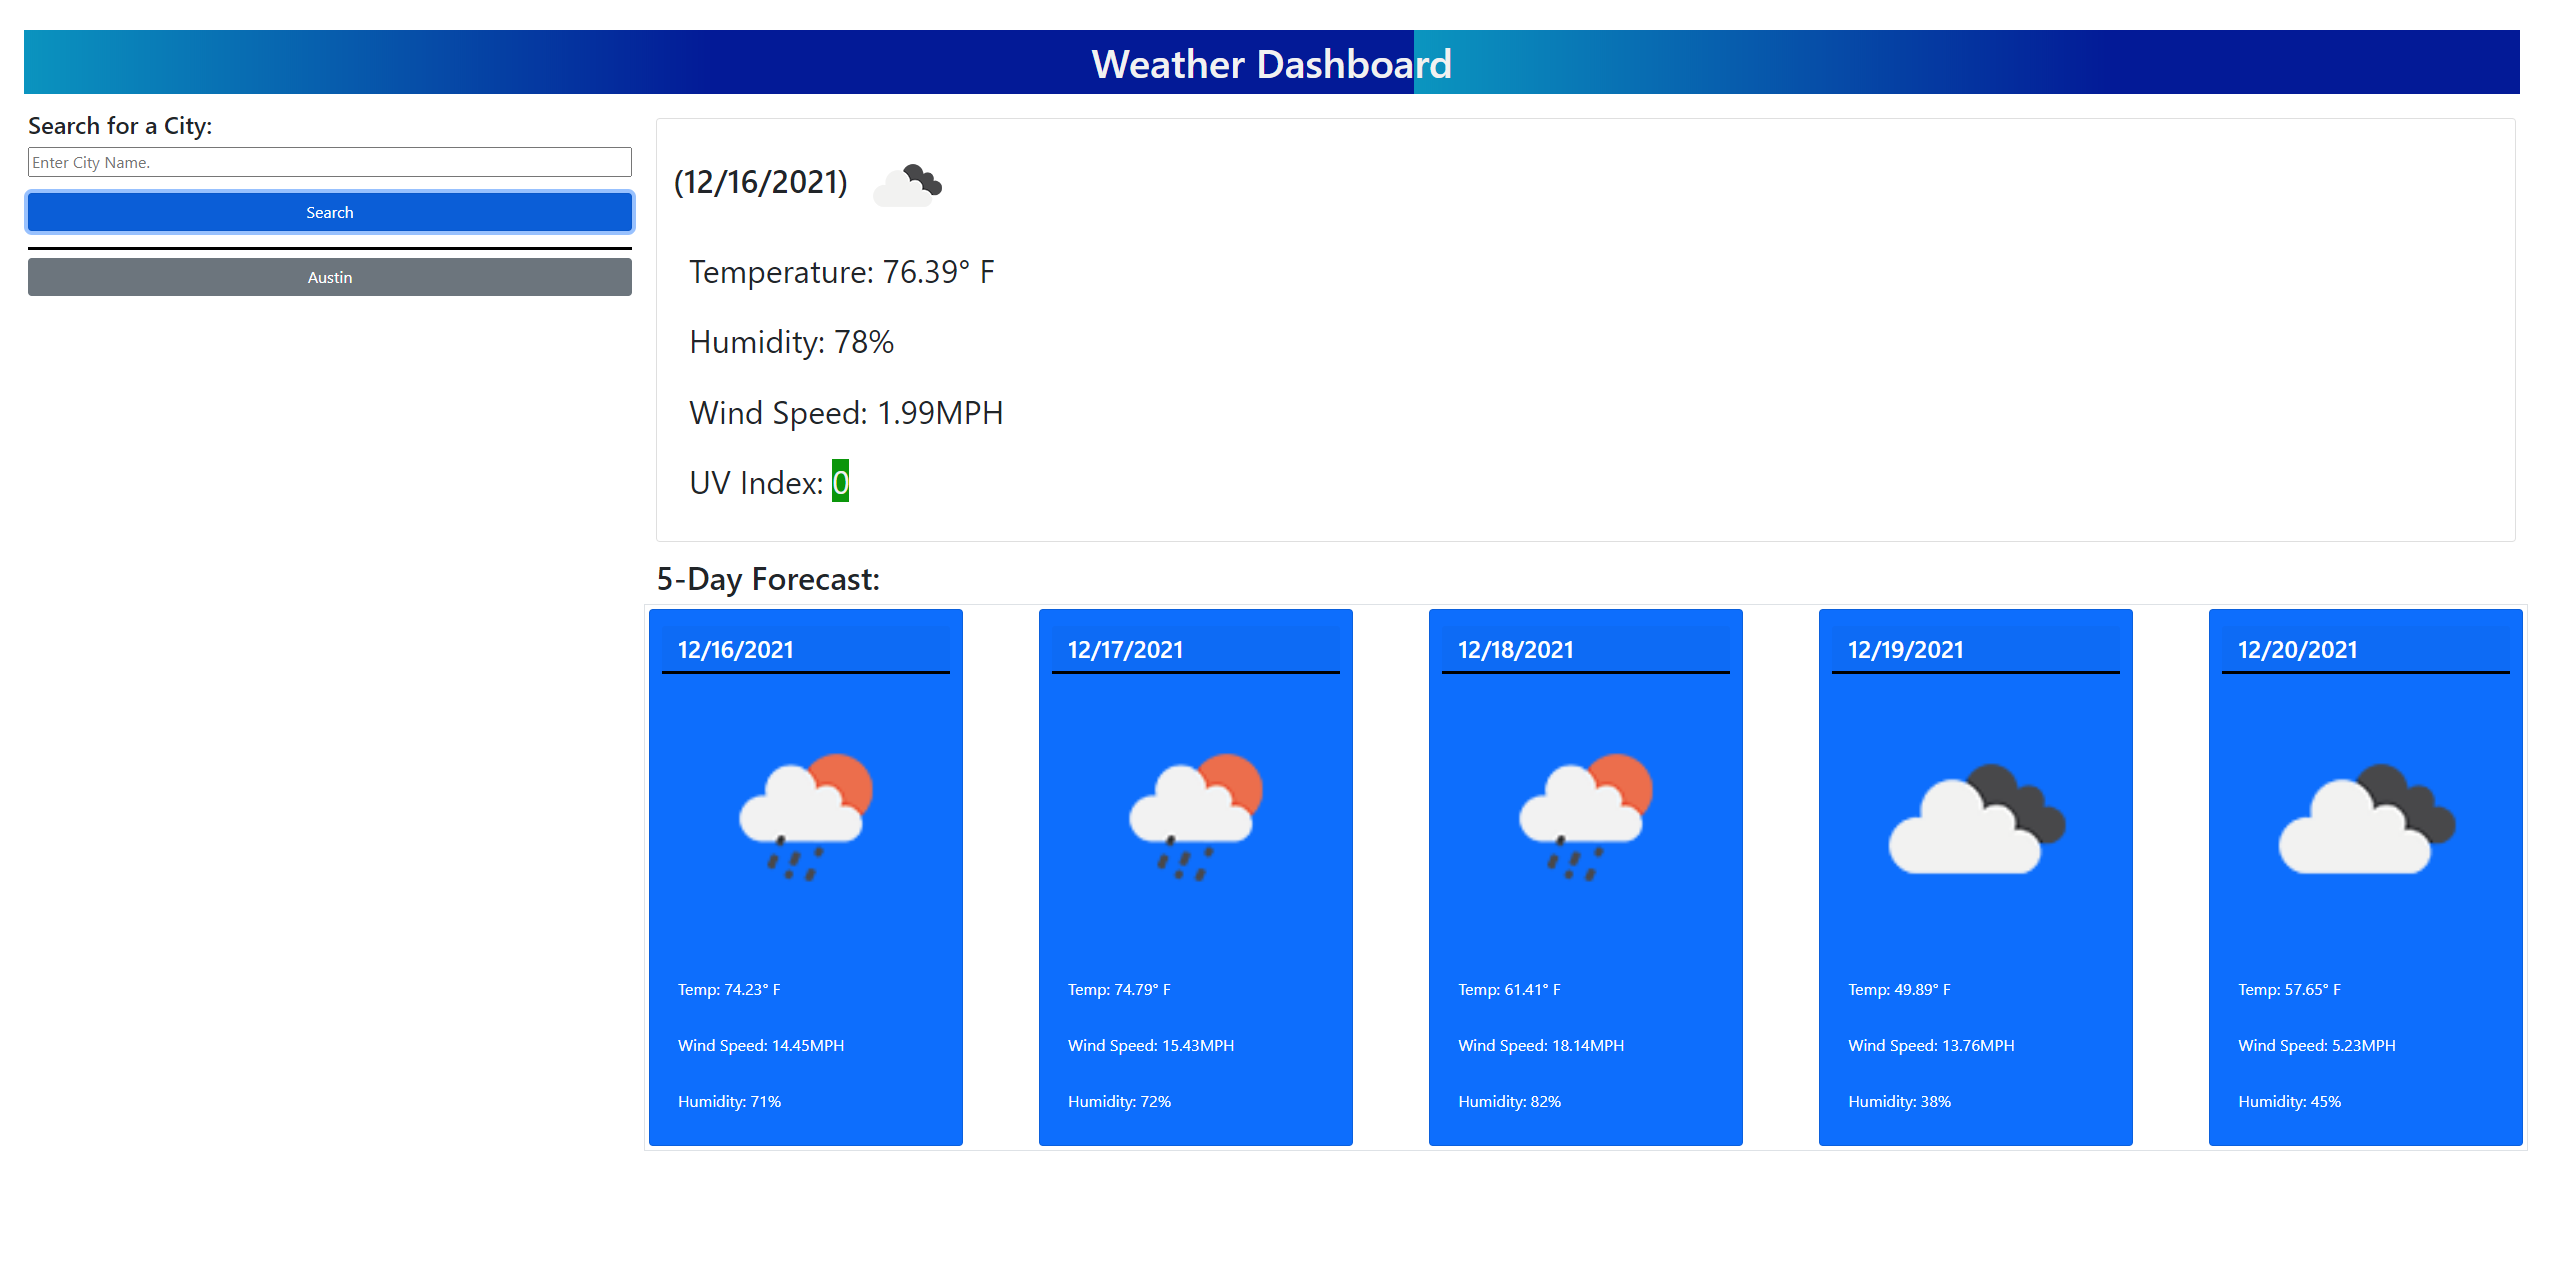 Weather Dashboard
Search for a City:
Enter City Name.
Search
Austin
(12/16/2021)
Temperature: 76.39° F
Humidity: 78%
Wind Speed: 1.99MPH
UV Index: 0
5-Day Forecast:
12/16/2021
Temp: 74.23° F
Wind Speed: 14.45MPH
Humidity: 71%
12/17/2021
Temp: 74.79° F
Wind Speed: 15.43MPH
Humidity: 72%
12/18/2021
Temp: 61.41° F
Wind Speed: 18.14MPH
Humidity: 82%
12/19/2021
Temp: 49.89° F
Wind Speed: 13.76MPH
Humidity: 38%
12/20/2021
Temp: 57.65° F
Wind Speed: 5.23MPH
Humidity: 45%